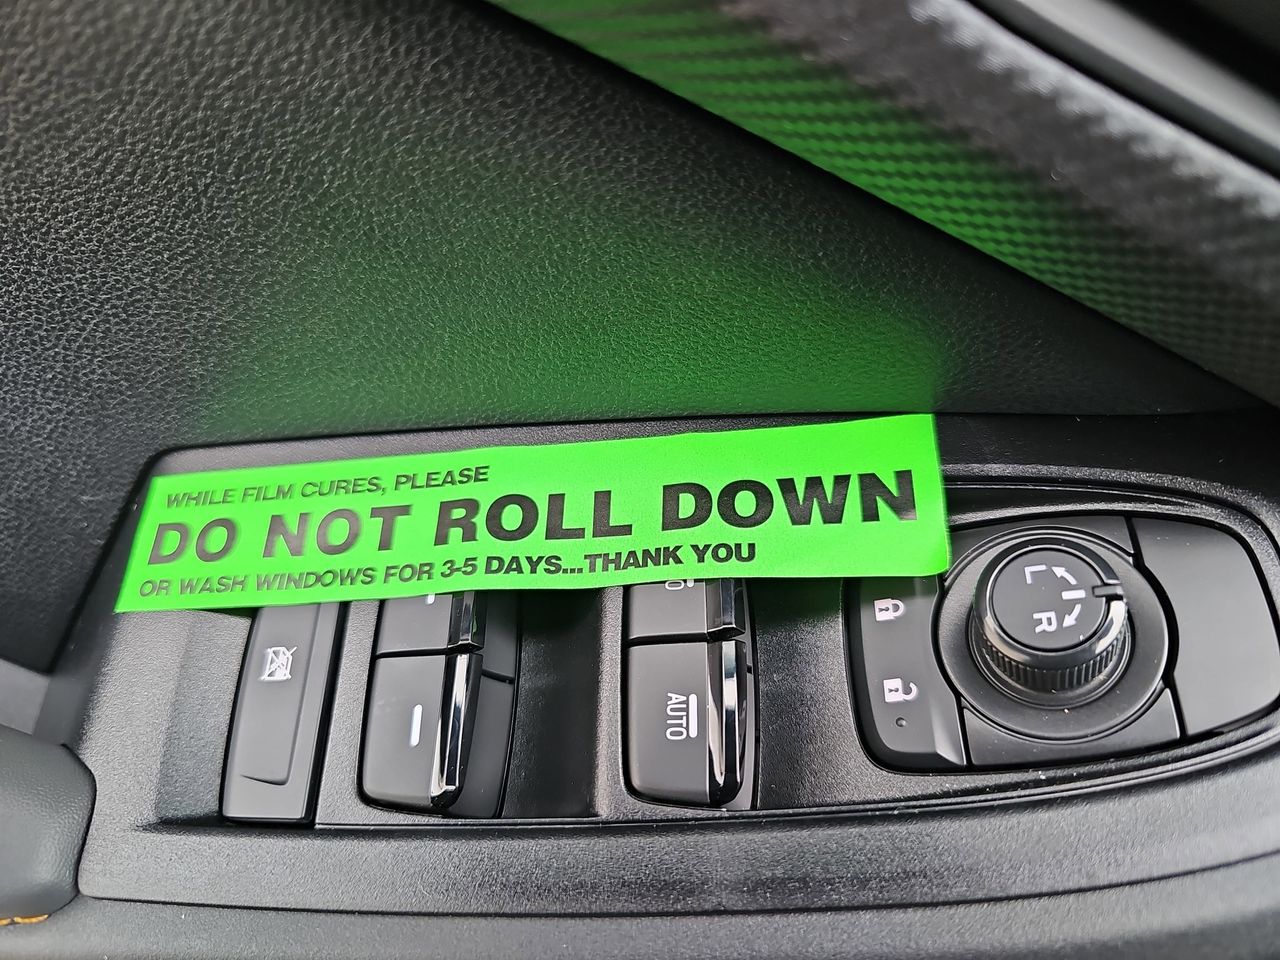 WHILE FILM CURES, PLEASE
DO NOT ROLL DOWN
OR WASH WINDOWS FOR 3-5 DAYS...THANK YOU
AUTO
L
R